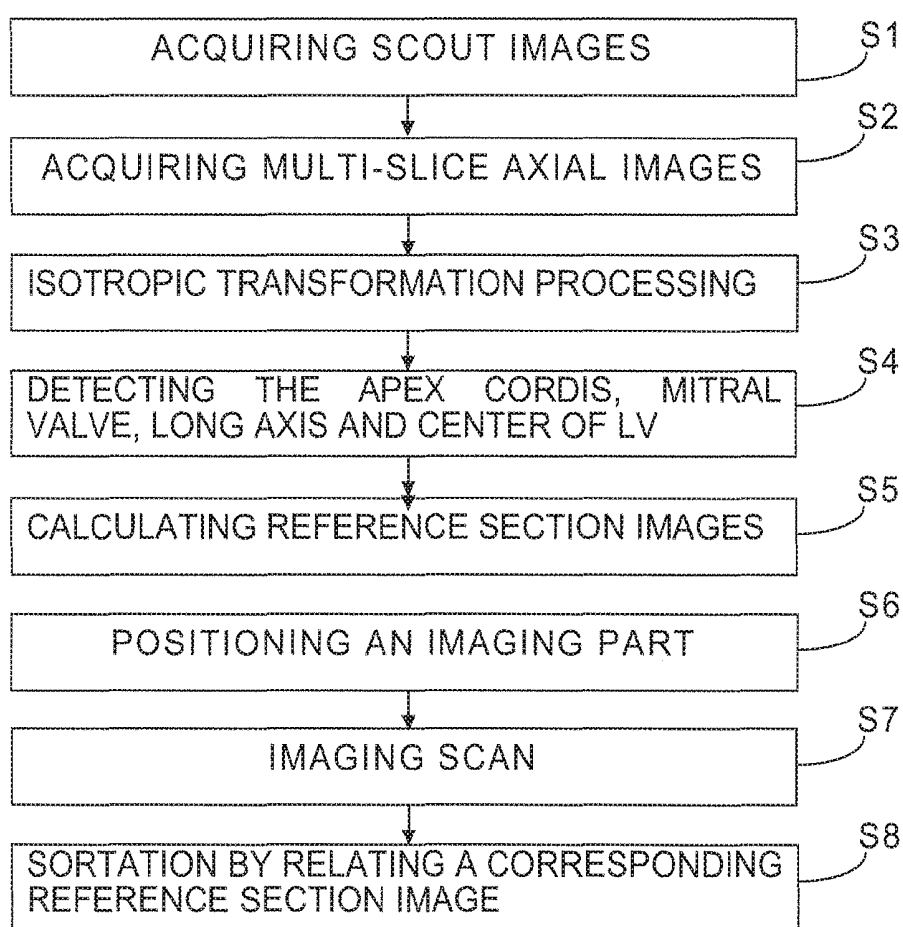 ACQUIRING SCOUT IMAGES
S1
ACQUIRING MULTI-SLICE AXIAL IMAGES
S2
ISOTROPIC TRANSFORMATION PROCESSING
S3
DETECTING THE APEX CORDIS, MITRAL
VALVE, LONG AXIS AND CENTER OF LV
S4
CALCULATING REFERENCE SECTION IMAGES
S5
POSITIONING AN IMAGING PART
S6
IMAGING SCAN
S7
SORTATION BY RELATING A CORRESPONDING
REFERENCE SECTION IMAGE
S8